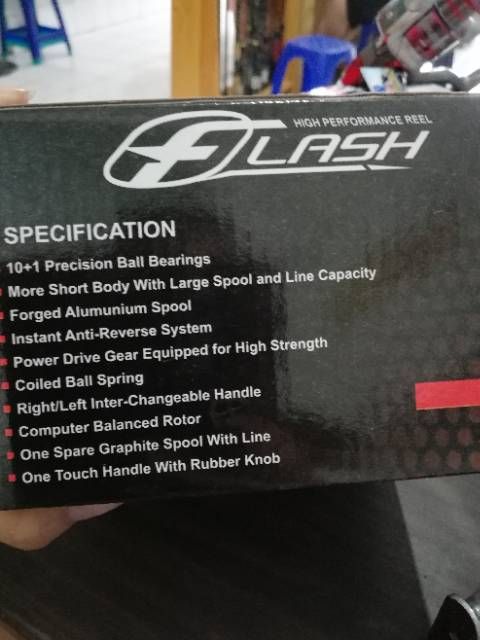 HIGH PERFORMANCE REEL
FLASH
SPECIFICATION
10+1 Precision Ball Bearings
More Short Body With Large Spool and Line Capacity
Forged Alumunium Spool
Instant Anti-Reverse System
Power Drive Gear Equipped for High Strength
Coiled Ball Spring
Right/Left Inter-Changeable Handle
Computer Balanced Rotor
One Spare Graphite Spool With Line
One Touch Handle With Rubber Knob